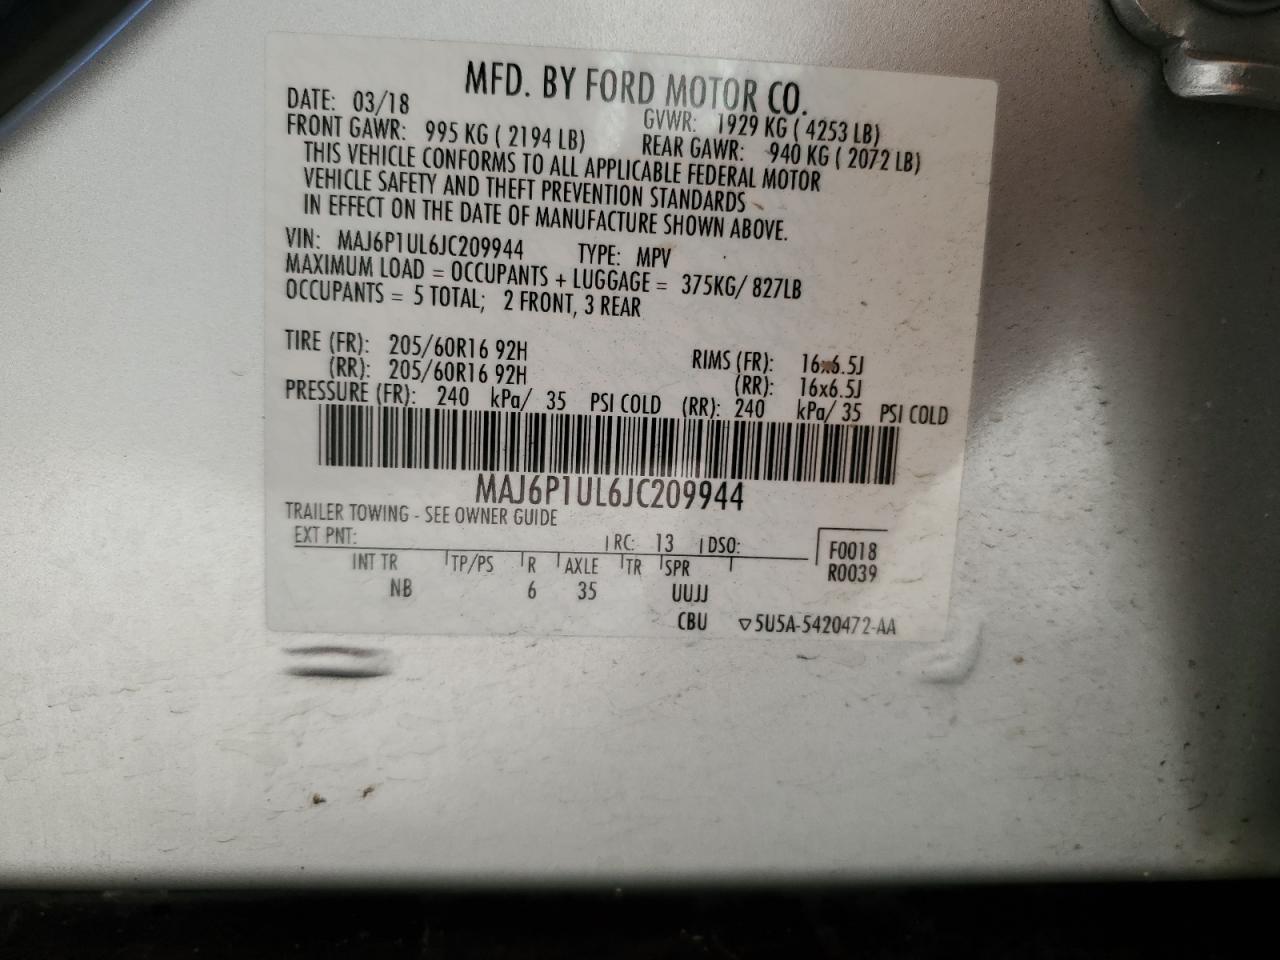 MFD. BY FORD MOTOR CO.
DATE: 03/18 GVWR: 1929 KG ( 4253 LB)
FRONT GAWR: 995 KG ( 2194 LB) REAR GAWR: 940 KG ( 2072 LB)
THIS VEHICLE CONFORMS TO ALL APPLICABLE FEDERAL MOTOR
VEHICLE SAFETY AND THEFT PREVENTION STANDARDS
IN EFFECT ON THE DATE OF MANUFACTURE SHOWN ABOVE.
VIN: MAJ6P1UL6JC209944 TYPE: MPV
MAXIMUM LOAD = OCCUPANTS + LUGGAGE = 375KG/ 827LB
OCCUPANTS = 5 TOTAL; 2 FRONT, 3 REAR
TIRE (FR): 205/60R16 92H RIMS (FR): 16x6.5J
(RR): 205/60R16 92H (RR): 16x6.5J
PRESSURE (FR): 240 kPa/ 35 PSI COLD (RR): 240 kPa/ 35 PSI COLD
MAJ6P1UL6JC209944
TRAILER TOWING - SEE OWNER GUIDE
EXT PNT: RC: 13 DSO: F0018
INT TR TP/PS R AXLE TR SPR R0039
NB 6 35 UUJJ
CBU ▽5U5A-5420472-AA